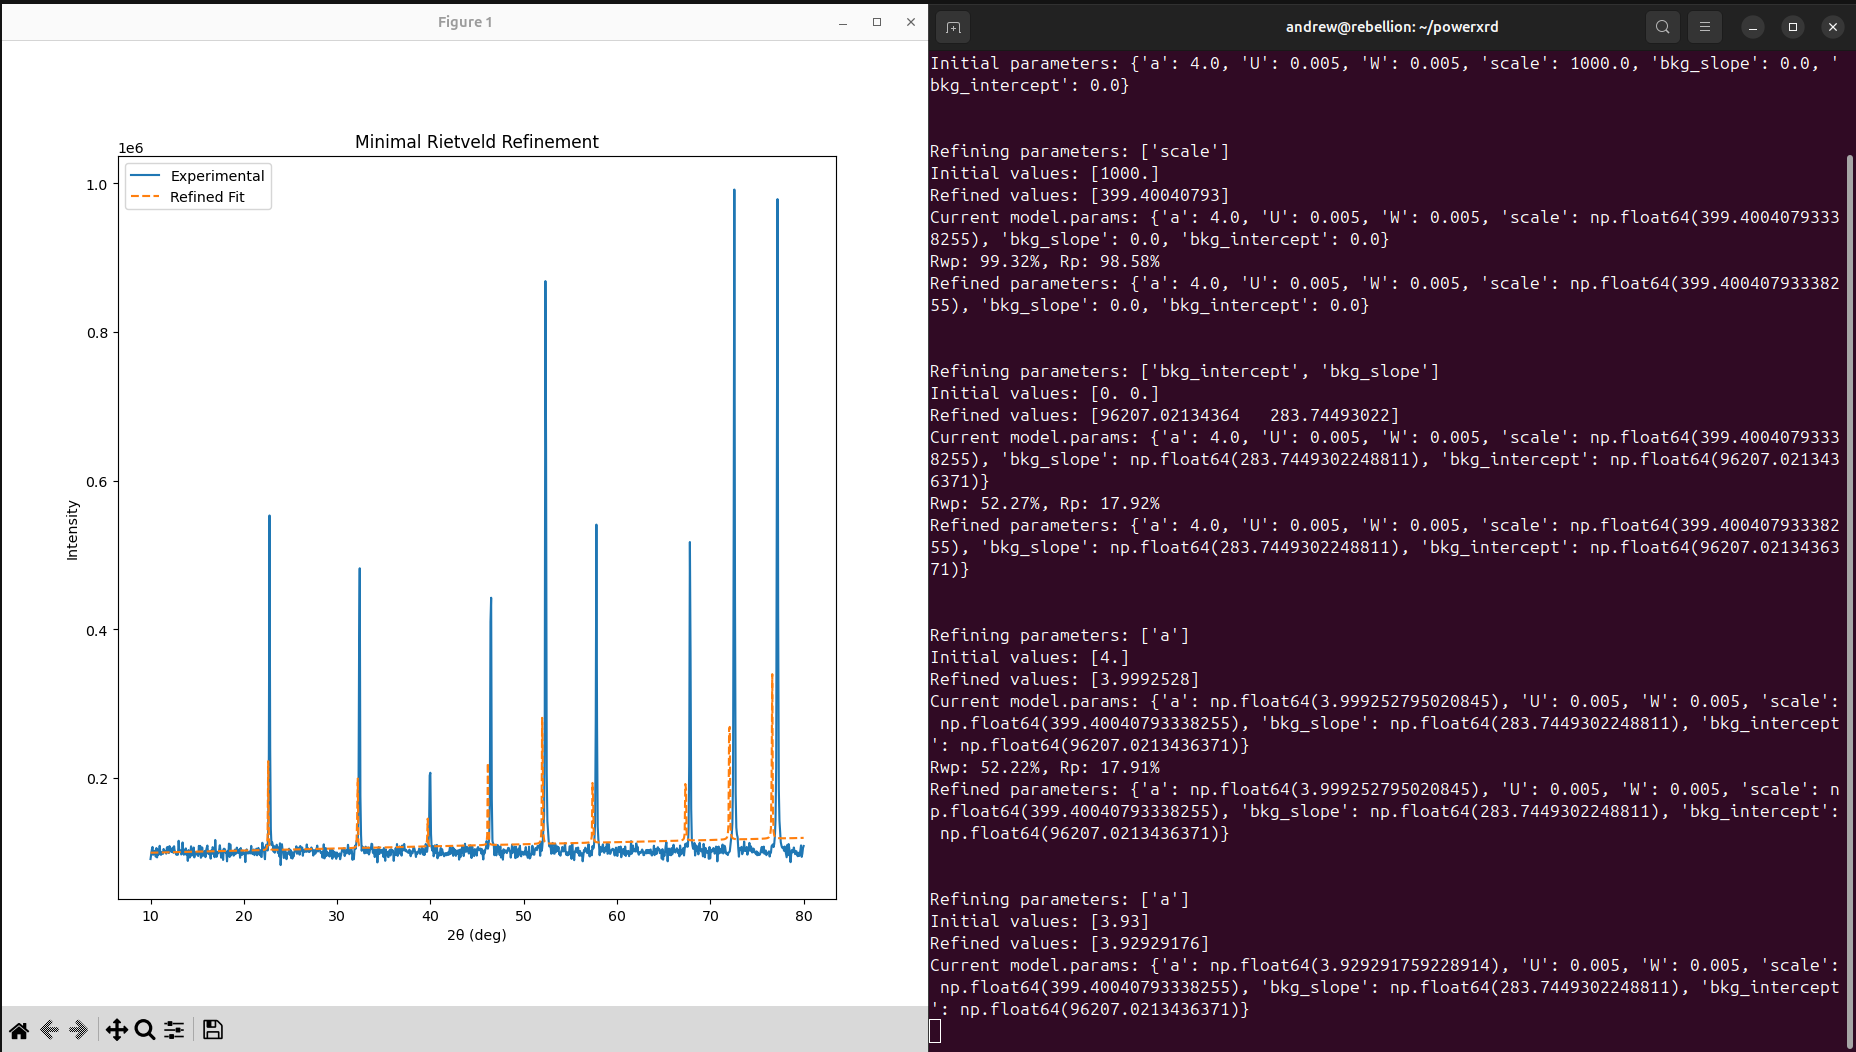 Figure 1
Minimal Rietveld Refinement
1e6
Experimental
Refined Fit
1.0
0.8
0.6
0.4
0.2
Intensity
10 20 30 40 50 60 70 80
2θ (deg)
andrew@rebellion: ~/powerxrd
Initial parameters: {'a': 4.0, 'U': 0.005, 'W': 0.005, 'scale': 1000.0, 'bkg_slope': 0.0, '
bkg_intercept': 0.0}
Refining parameters: ['scale']
Initial values: [1000.]
Refined values: [399.40040793]
Current model.params: {'a': 4.0, 'U': 0.005, 'W': 0.005, 'scale': np.float64(399.4004079333
8255), 'bkg_slope': 0.0, 'bkg_intercept': 0.0}
Rwp: 99.32%, Rp: 98.58%
Refined parameters: {'a': 4.0, 'U': 0.005, 'W': 0.005, 'scale': np.float64(399.400407933382
55), 'bkg_slope': 0.0, 'bkg_intercept': 0.0}
Refining parameters: ['bkg_intercept', 'bkg_slope']
Initial values: [0. 0.]
Refined values: [96207.02134364   283.74493022]
Current model.params: {'a': 4.0, 'U': 0.005, 'W': 0.005, 'scale': np.float64(399.4004079333
8255), 'bkg_slope': np.float64(283.7449302248811), 'bkg_intercept': np.float64(96207.021343
6371)}
Rwp: 52.27%, Rp: 17.92%
Refined parameters: {'a': 4.0, 'U': 0.005, 'W': 0.005, 'scale': np.float64(399.400407933382
55), 'bkg_slope': np.float64(283.7449302248811), 'bkg_intercept': np.float64(96207.02134363
71)}
Refining parameters: ['a']
Initial values: [4.]
Refined values: [3.9992528]
Current model.params: {'a': np.float64(3.999252795020845), 'U': 0.005, 'W': 0.005, 'scale':
 np.float64(399.40040793338255), 'bkg_slope': np.float64(283.7449302248811), 'bkg_intercept
': np.float64(96207.0213436371)}
Rwp: 52.22%, Rp: 17.91%
Refined parameters: {'a': np.float64(3.999252795020845), 'U': 0.005, 'W': 0.005, 'scale': n
p.float64(399.40040793338255), 'bkg_slope': np.float64(283.7449302248811), 'bkg_intercept':
 np.float64(96207.0213436371)}
Refining parameters: ['a']
Initial values: [3.93]
Refined values: [3.92929176]
Current model.params: {'a': np.float64(3.929291759228914), 'U': 0.005, 'W': 0.005, 'scale':
 np.float64(399.40040793338255), 'bkg_slope': np.float64(283.7449302248811), 'bkg_intercept
': np.float64(96207.0213436371)}